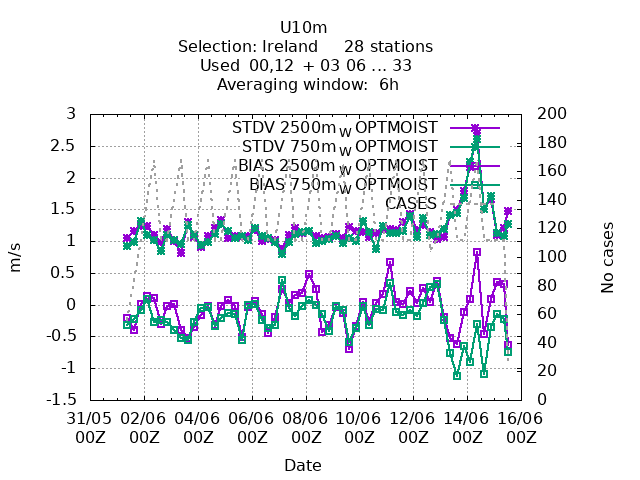 U10m
Selection: Ireland 28 stations
Used 00,12 + 03 06 ... 33
Averaging window: 6h
STDV 2500m W OPTMOIST
STDV 750m W OPTMOIST
BIAS 2500m W OPTMOIST
BIAS 750m W OPTMOIST
CASES
m/s
3
2.5
2
1.5
1
0.5
0
-0.5
-1
-1.5
200
180
160
140
120
100
80
60
40
20
0
No cases
31/05 02/06 04/06 06/06 08/06 10/06 12/06 14/06 16/06
00Z 00Z 00Z 00Z 00Z 00Z 00Z 00Z 00Z
Date